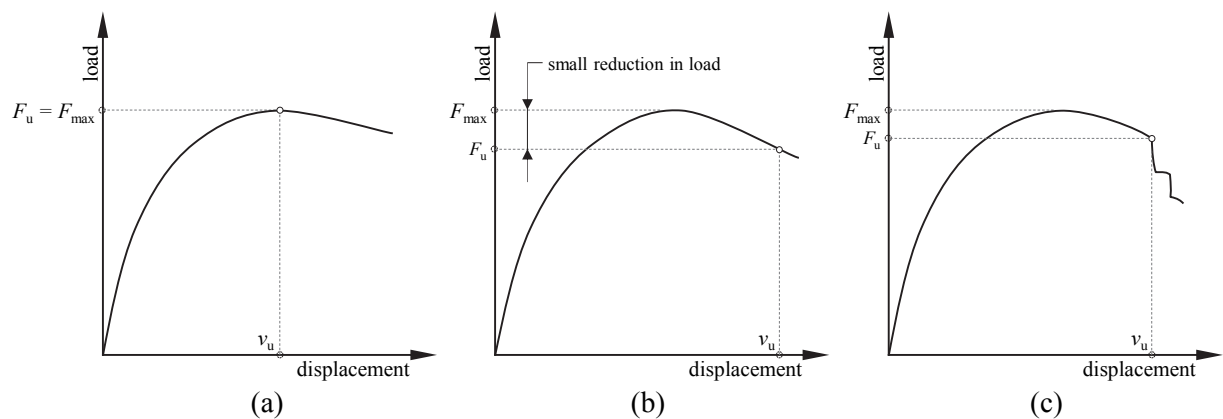 load
F_u = F_max
v_u
displacement
(a)
load
small reduction in load
F_max
F_u
v_u
displacement
(b)
load
F_max
F_u
v_u
displacement
(c)